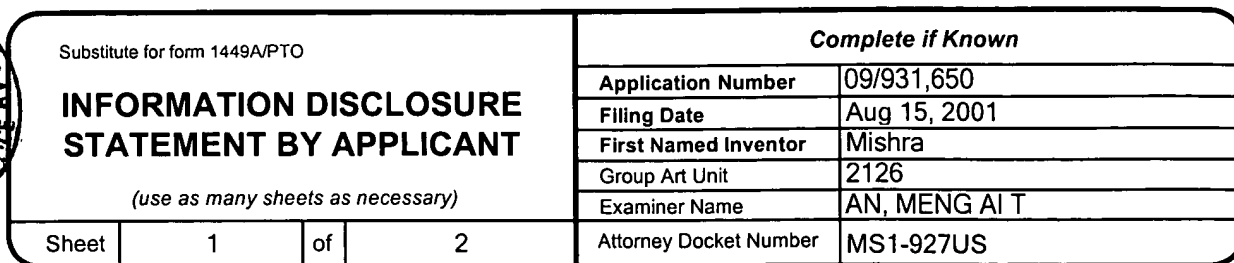 Substitute for form 1449A/PTO
INFORMATION DISCLOSURE
STATEMENT BY APPLICANT
(use as many sheets as necessary)
Sheet 1 of 2
Complete if Known
Application Number 09/931,650
Filing Date Aug 15, 2001
First Named Inventor Mishra
Group Art Unit 2126
Examiner Name AN, MENG AI T
Attorney Docket Number MS1-927US